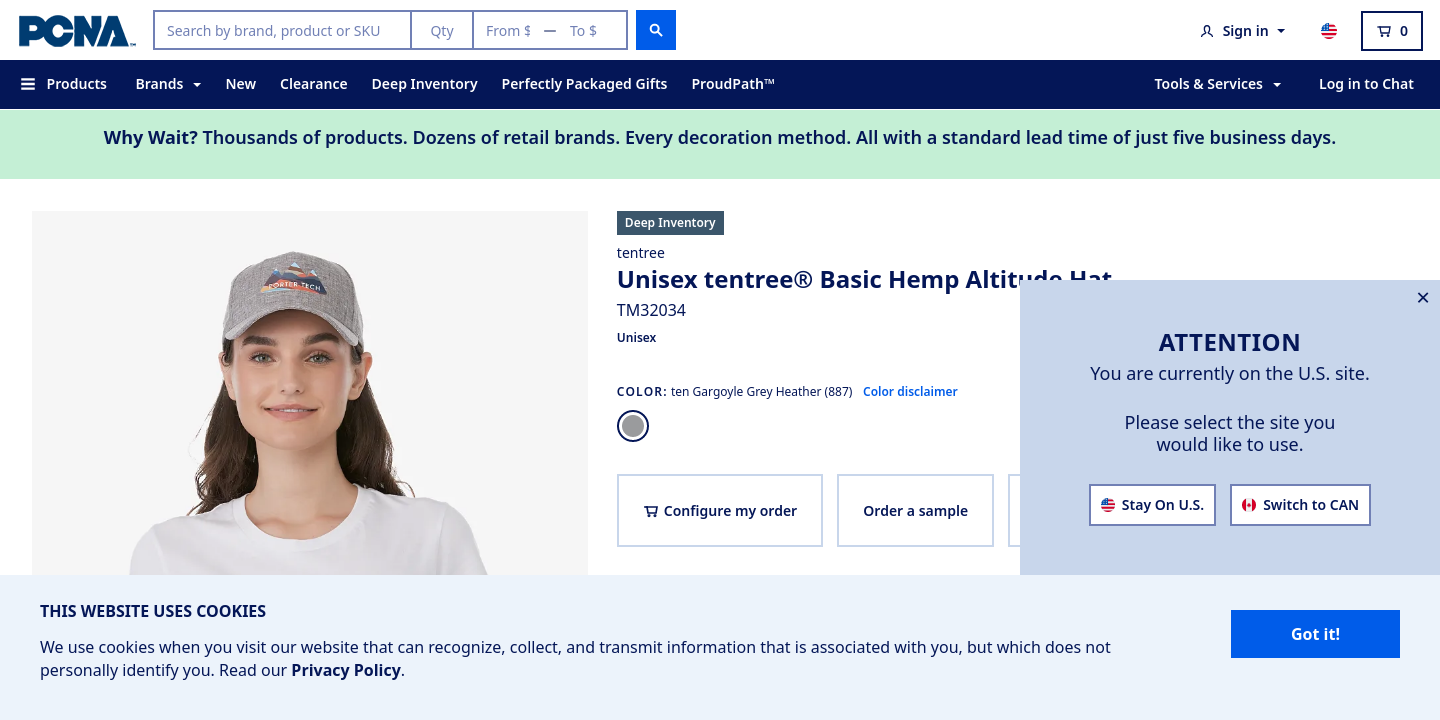 PCNA™
Search by brand, product or SKU
Qty
From $ — To $
Sign in
0
Products
Brands
New
Clearance
Deep Inventory
Perfectly Packaged Gifts
ProudPath™
Tools & Services
Log in to Chat
Why Wait? Thousands of products. Dozens of retail brands. Every decoration method. All with a standard lead time of just five business days.
PORTER TECH
Deep Inventory
tentree
Unisex tentree® Basic Hemp Altitude Hat
TM32034
Unisex
COLOR: ten Gargoyle Grey Heather (887) Color disclaimer
Configure my order
Order a sample
ATTENTION
You are currently on the U.S. site.
Please select the site you
would like to use.
Stay On U.S.
Switch to CAN
THIS WEBSITE USES COOKIES
We use cookies when you visit our website that can recognize, collect, and transmit information that is associated with you, but which does not
personally identify you. Read our Privacy Policy.
Got it!